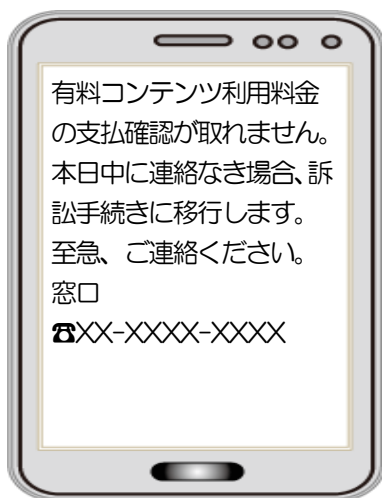 有料コンテンツ利用料金
の支払確認が取れません。
本日中に連絡なき場合、訴
訟手続きに移行します。
至急、ご連絡ください。
窓口
☎XX-XXXX-XXXX